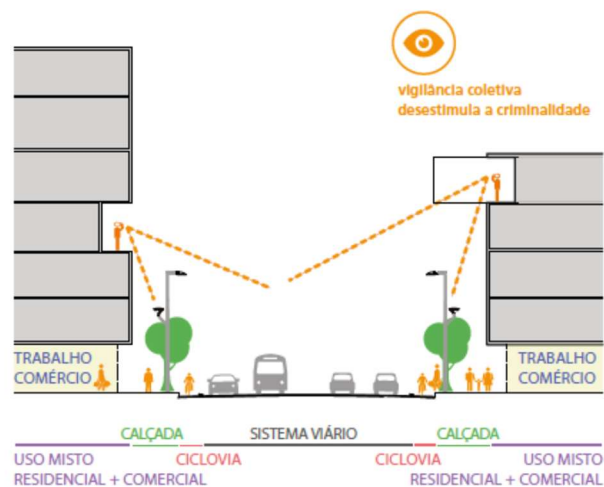 vigilância coletiva
desestimula a criminalidade
TRABALHO
COMÉRCIO
TRABALHO
COMÉRCIO
CALÇADA
SISTEMA VIÁRIO
CALÇADA
USO MISTO
RESIDENCIAL + COMERCIAL
CICLOVIA
CICLOVIA
USO MISTO
RESIDENCIAL + COMERCIAL